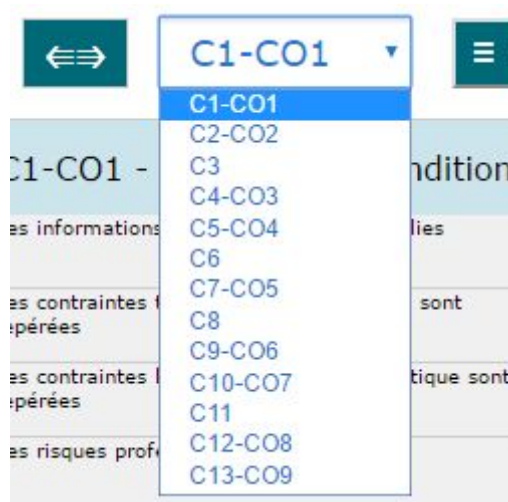 C1-CO1
C1-CO1
C2-CO2
C3
C4-CO3
C5-CO4
C6
C7-CO5
C8
C9-CO6
C10-CO7
C11
C12-CO8
C13-CO9
C1-CO1 - ndition
es informations lies
es contraintes t sont
epérées
es contraintes l tique sont
epérées
es risques profe